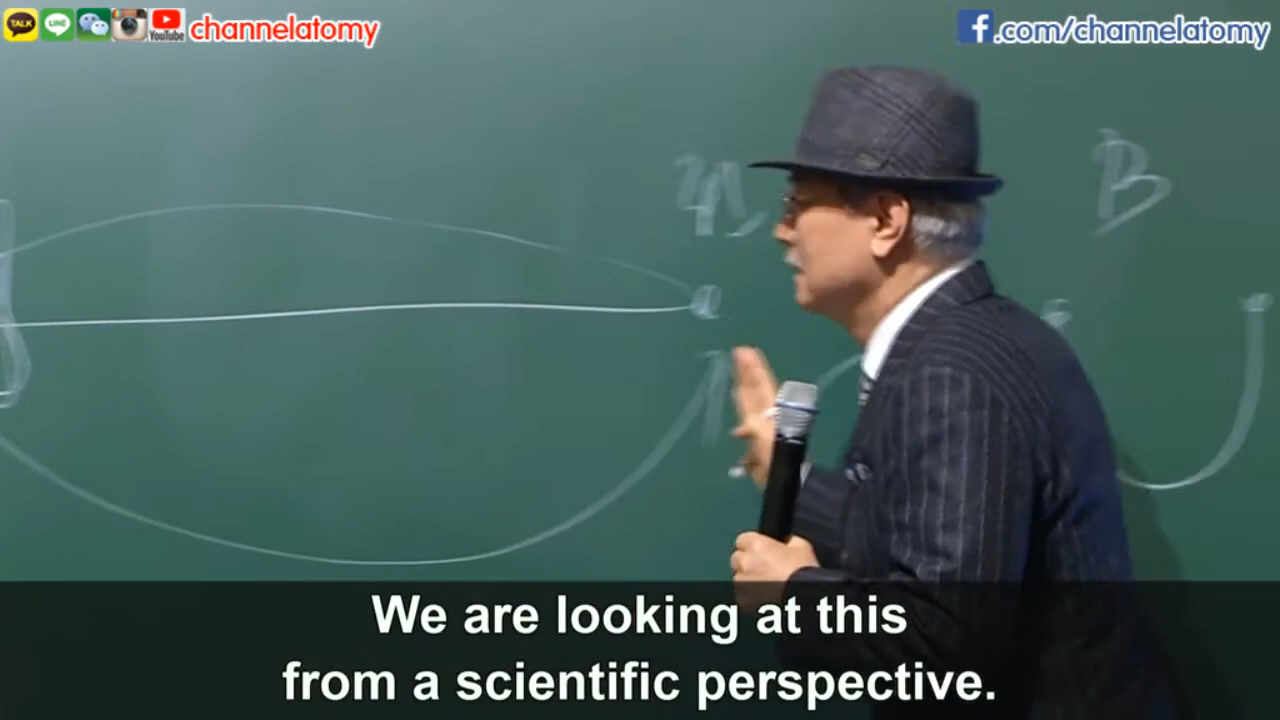 TALK LINE YouTube channelatomy
f.com/channelatomy
B
We are looking at this
from a scientific perspective.